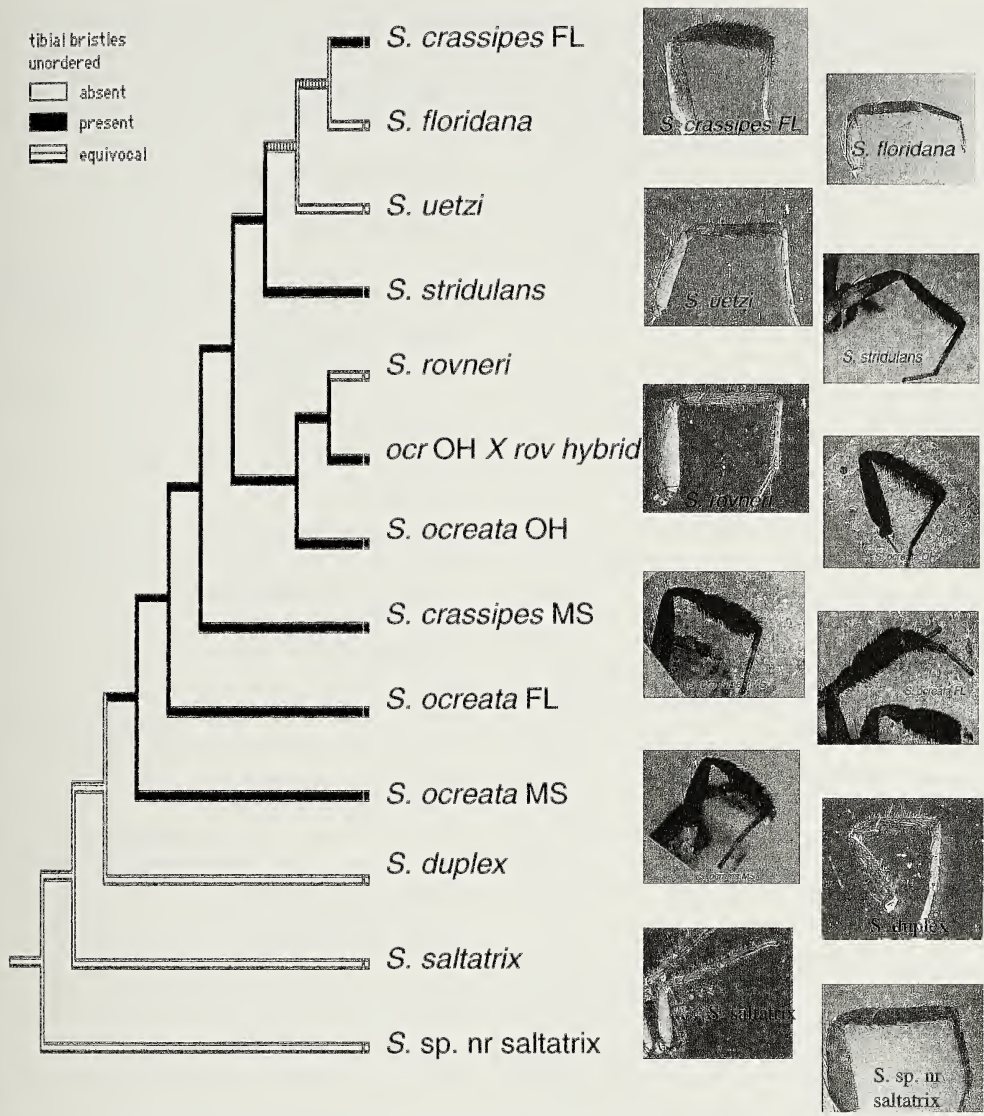 tibial bristles
unordered
absent
present
equivocal
S. crassipes FL
S. floridana
S. uetzi
S. stridulans
S. rovneri
ocr OH X rov hybrid
S. ocreata OH
S. crassipes MS
S. ocreata FL
S. ocreata MS
S. duplex
S. saltatrix
S. sp. nr saltatrix
S. crassipes FL
S. floridana
S. uetzi
S. stridulans
S. rovneri
S. ocreata OH
S. ocreata FL
S. duplex
S. saltatrix
S. sp. nr
saltatrix